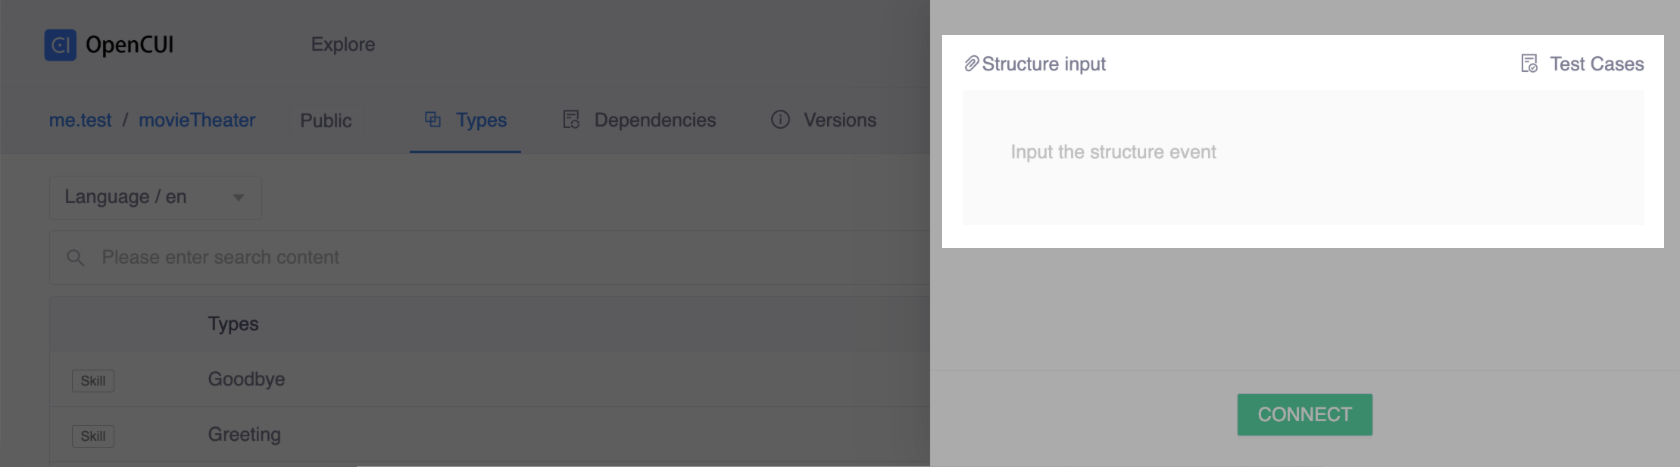 CI OpenCUI Explore
me.test / movieTheater Public Types Dependencies Versions
Language / en
Please enter search content
Types
Skill Goodbye
Skill Greeting
Structure input Test Cases
Input the structure event
CONNECT